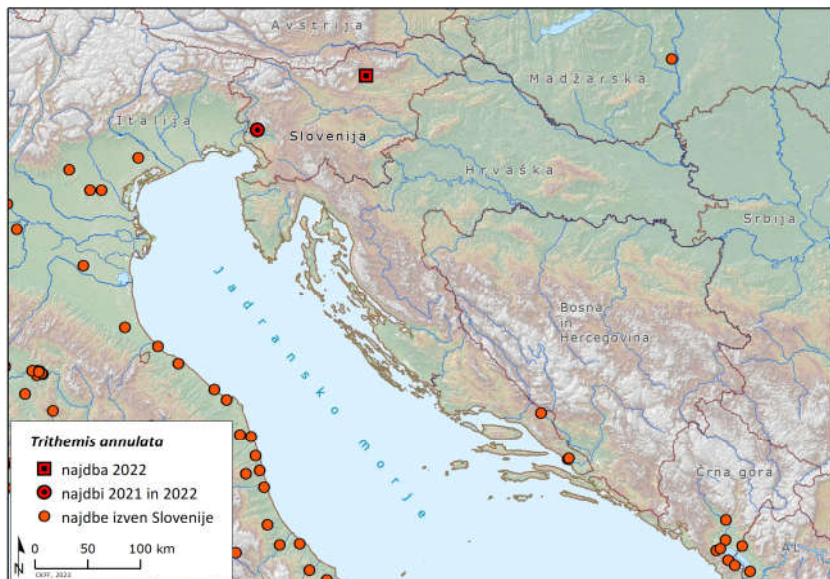 Avstrija
Madžarska
Italija
Slovenija
Hrvaška
Srbija
Bosna
in
Hercegovina
Jadransko morje
Črna gora
AL
Trithemis annulata
najdba 2022
najdbi 2021 in 2022
najdbe izven Slovenije
N
0 50 100 km